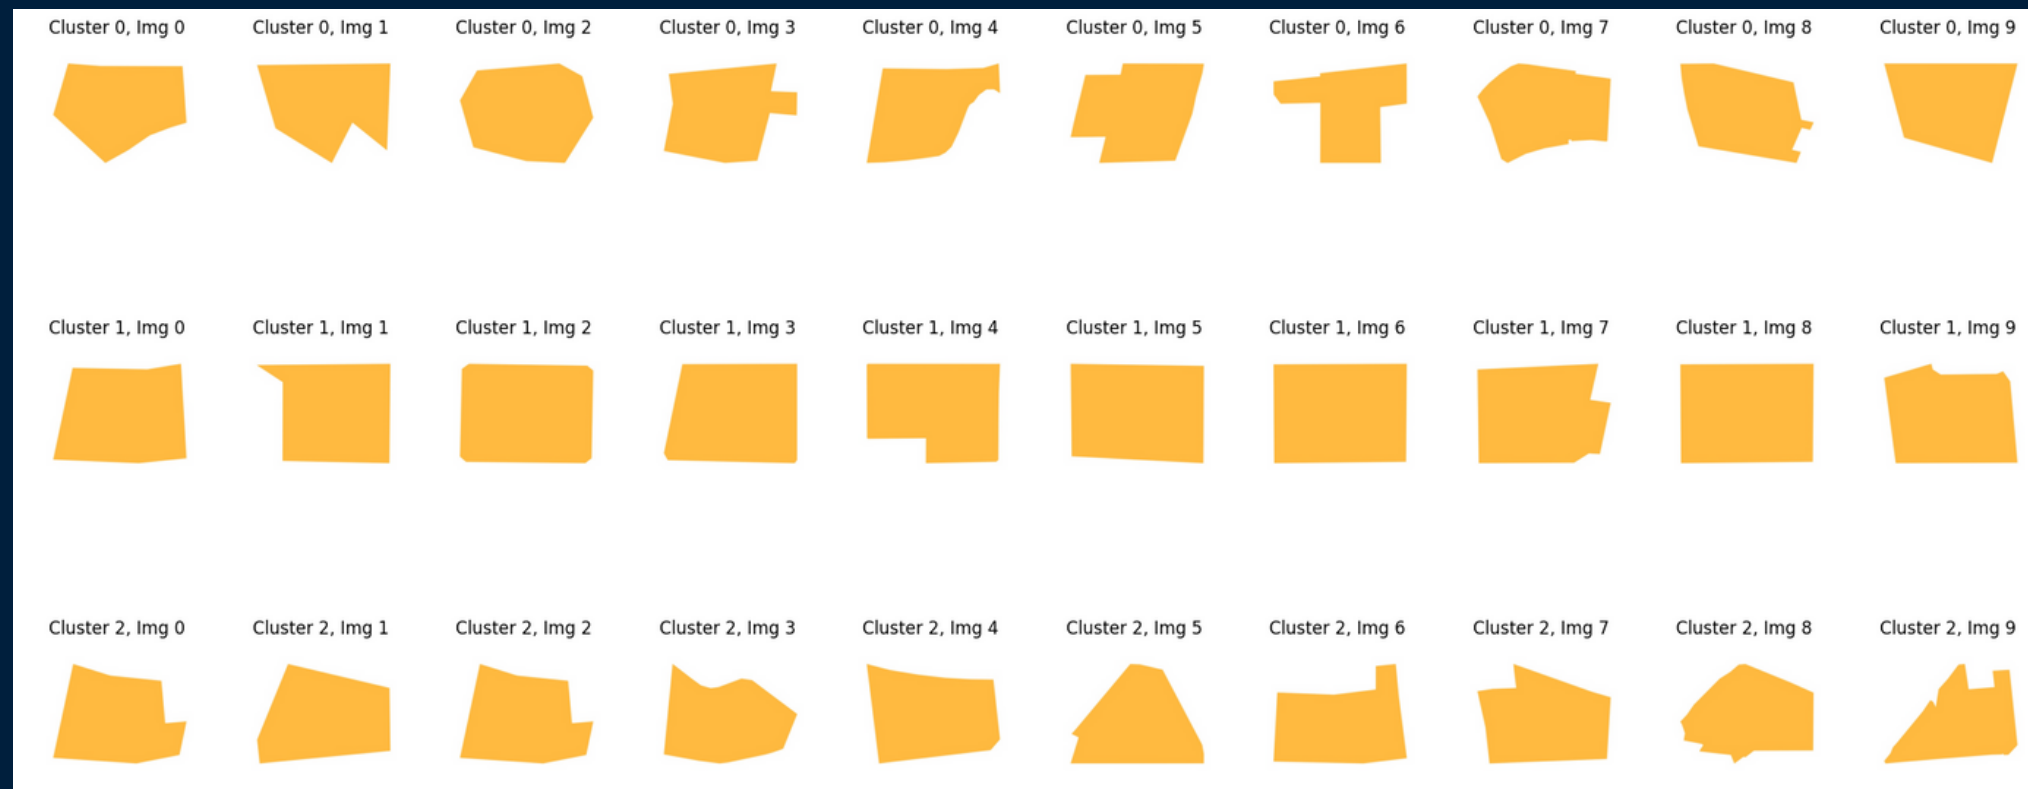 Cluster 0, Img 0 Cluster 0, Img 1 Cluster 0, Img 2 Cluster 0, Img 3 Cluster 0, Img 4 Cluster 0, Img 5 Cluster 0, Img 6 Cluster 0, Img 7 Cluster 0, Img 8 Cluster 0, Img 9
Cluster 1, Img 0 Cluster 1, Img 1 Cluster 1, Img 2 Cluster 1, Img 3 Cluster 1, Img 4 Cluster 1, Img 5 Cluster 1, Img 6 Cluster 1, Img 7 Cluster 1, Img 8 Cluster 1, Img 9
Cluster 2, Img 0 Cluster 2, Img 1 Cluster 2, Img 2 Cluster 2, Img 3 Cluster 2, Img 4 Cluster 2, Img 5 Cluster 2, Img 6 Cluster 2, Img 7 Cluster 2, Img 8 Cluster 2, Img 9